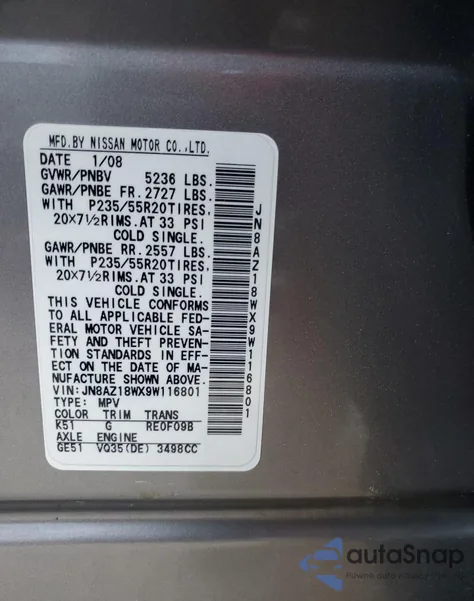 MFD.BY NISSAN MOTOR CO.,LTD.
DATE 1/08
GVWR/PNBV 5236 LBS.
GAWR/PNBE FR. 2727 LBS.
WITH P235/55R20TIRES,
20×7½RIMS.AT 33 PSI
COLD SINGLE.
GAWR/PNBE RR. 2557 LBS.
WITH P235/55R20TIRES,
20×7½RIMS.AT 33 PSI
COLD SINGLE.
THIS VEHICLE CONFORMS
TO ALL APPLICABLE FED-
ERAL MOTOR VEHICLE SA-
FETY AND THEFT PREVEN-
TION STANDARDS IN EFF-
ECT ON THE DATE OF MA-
NUFACTURE SHOWN ABOVE.
VIN:JN8AZ18WX9W116801
TYPE: MPV
COLOR TRIM TRANS
K51 G RE0F09B
AXLE ENGINE
GE51 VQ35(DE) 3498CC
JN8AZ18WX9W116801
autoSnap